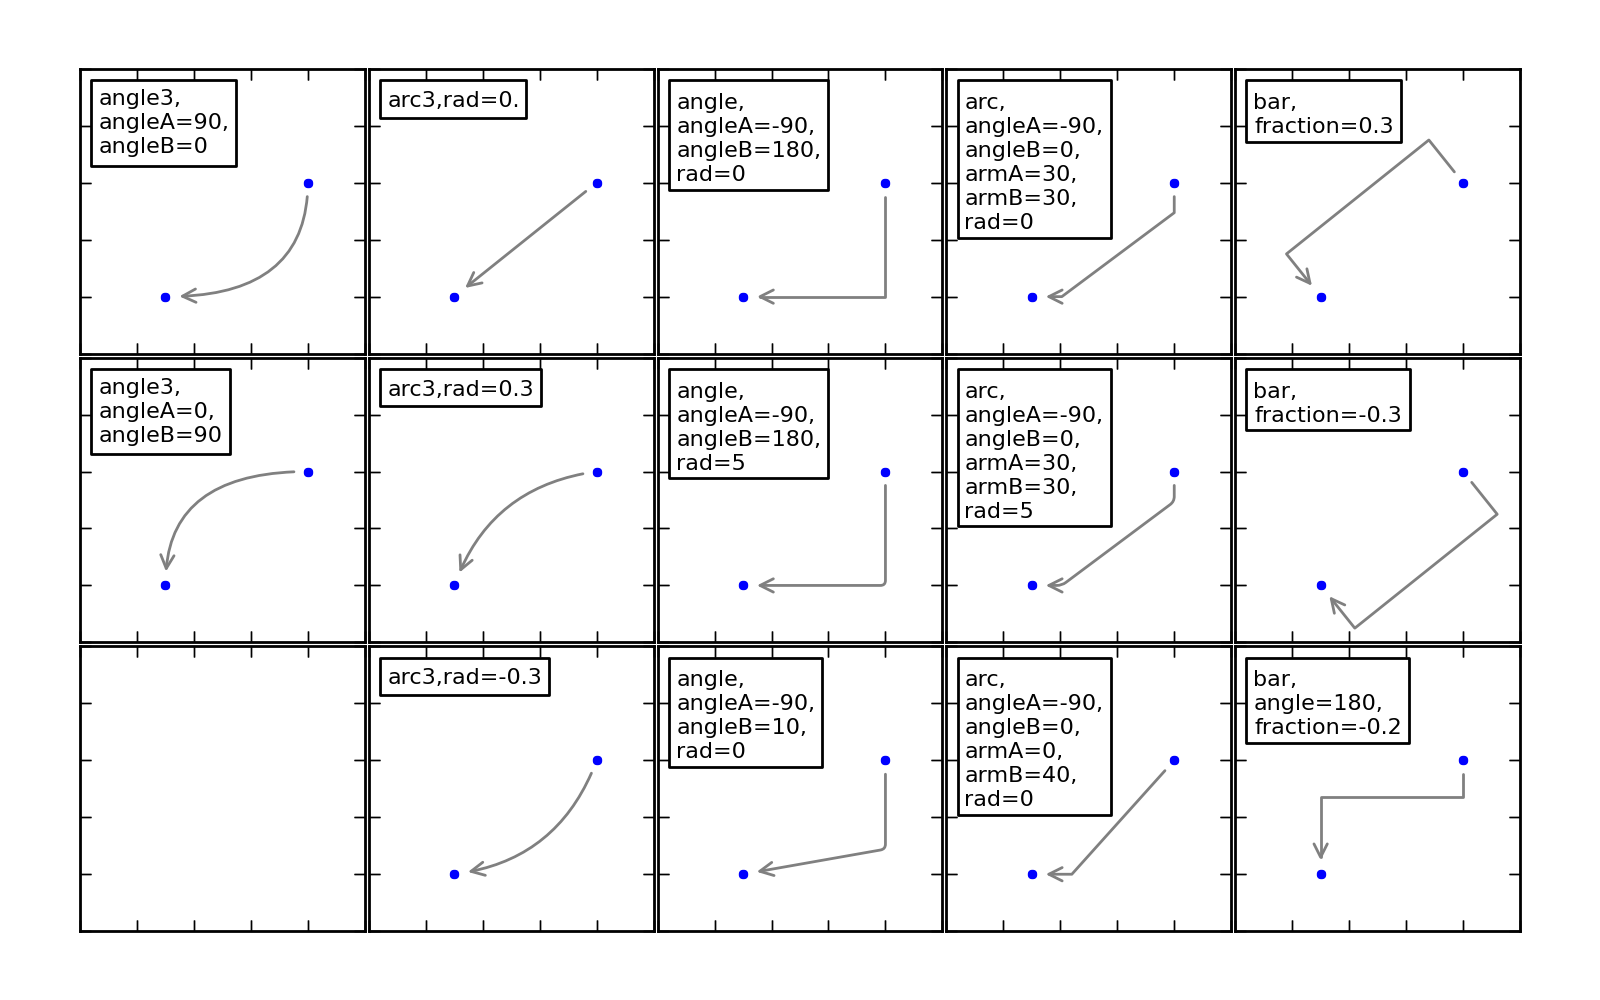 angle3,
angleA=90,
angleB=0
arc3,rad=0.
angle,
angleA=-90,
angleB=180,
rad=0
arc,
angleA=-90,
angleB=0,
armA=30,
armB=30,
rad=0
bar,
fraction=0.3
angle3,
angleA=0,
angleB=90
arc3,rad=0.3
angle,
angleA=-90,
angleB=180,
rad=5
arc,
angleA=-90,
angleB=0,
armA=30,
armB=30,
rad=5
bar,
fraction=-0.3
arc3,rad=-0.3
angle,
angleA=-90,
angleB=10,
rad=0
arc,
angleA=-90,
angleB=0,
armA=0,
armB=40,
rad=0
bar,
angle=180,
fraction=-0.2